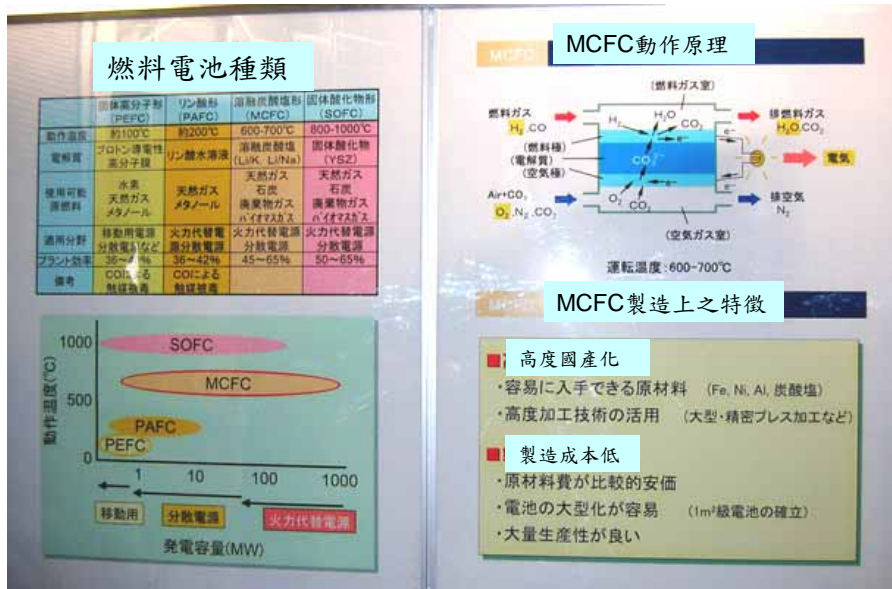 燃料電池種類
固体高分子形 リン酸形 溶融炭酸塩形 固体酸化物形
(PEFC) (PAFC) (MCFC) (SOFC)
動作温度 約100℃ 約200℃ 600-700℃ 800-1000℃
電解質 プロトン導電性 高分子膜 リン酸水溶液 溶融炭酸塩 (Li/K, Li/Na) 固体酸化物 (YSZ)
使用可能 原燃料 水素 天然ガス メタノール 天然ガス メタノール 天然ガス 石炭 廃棄物ガス バイオマスガス 天然ガス 石炭 廃棄物ガス バイオマスガス
適用分野 移動用電源 分散電源など 火力代替電源 分散電源 火力代替電源 分散電源 火力代替電源 分散電源
プラント効率 36~42% 45~65% 50~65%
備考 COによる 触媒被毒 COによる 触媒被毒
動作温度(℃)
1000
500
0
SOFC
MCFC
PAFC
PEFC
1 10 100 1000
移動用 分散電源 火力代替電源
発電容量(MW)
MCFC
MCFC動作原理
(燃料ガス室)
燃料ガス
H2.CO
H2 H2O CO2
排燃料ガス
H2O.CO2
e-
(燃料極)
(電解質)
(空気極)
CO3²⁻
電気
e-
Air+CO2
O2.N2.CO2
O2 CO2
排空気
N2
(空気ガス室)
運転温度:600-700℃
MCFC
MCFC製造上之特徵
高度國產化
・容易に入手できる原材料 (Fe, Ni, Al, 炭酸塩)
・高度加工技術の活用 (大型・精密プレス加工など)
製造成本低
・原材料費が比較的安価
・電池の大型化が容易 (1m²級電池の確立)
・大量生産性が良い